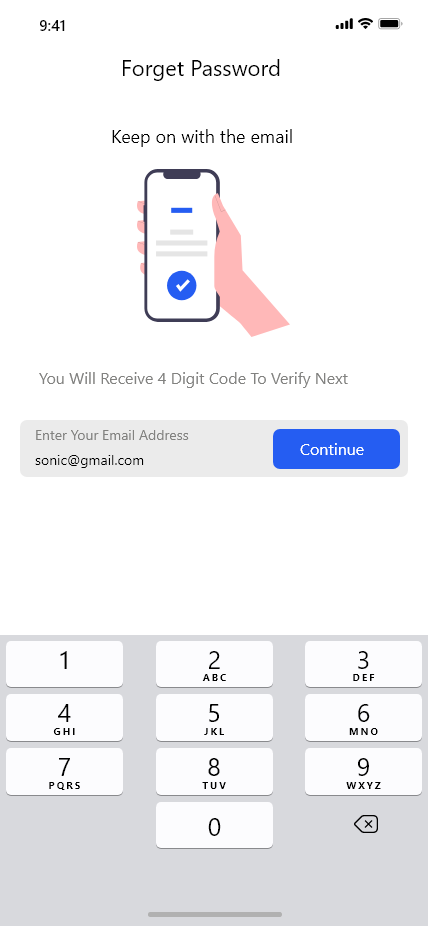 9:41
Forget Password
Keep on with the email
You Will Receive 4 Digit Code To Verify Next
Enter Your Email Address
sonic@gmail.com
Continue
1 2 3
ABC DEF
4 5 6
GHI JKL MNO
7 8 9
PQRS TUV WXYZ
0